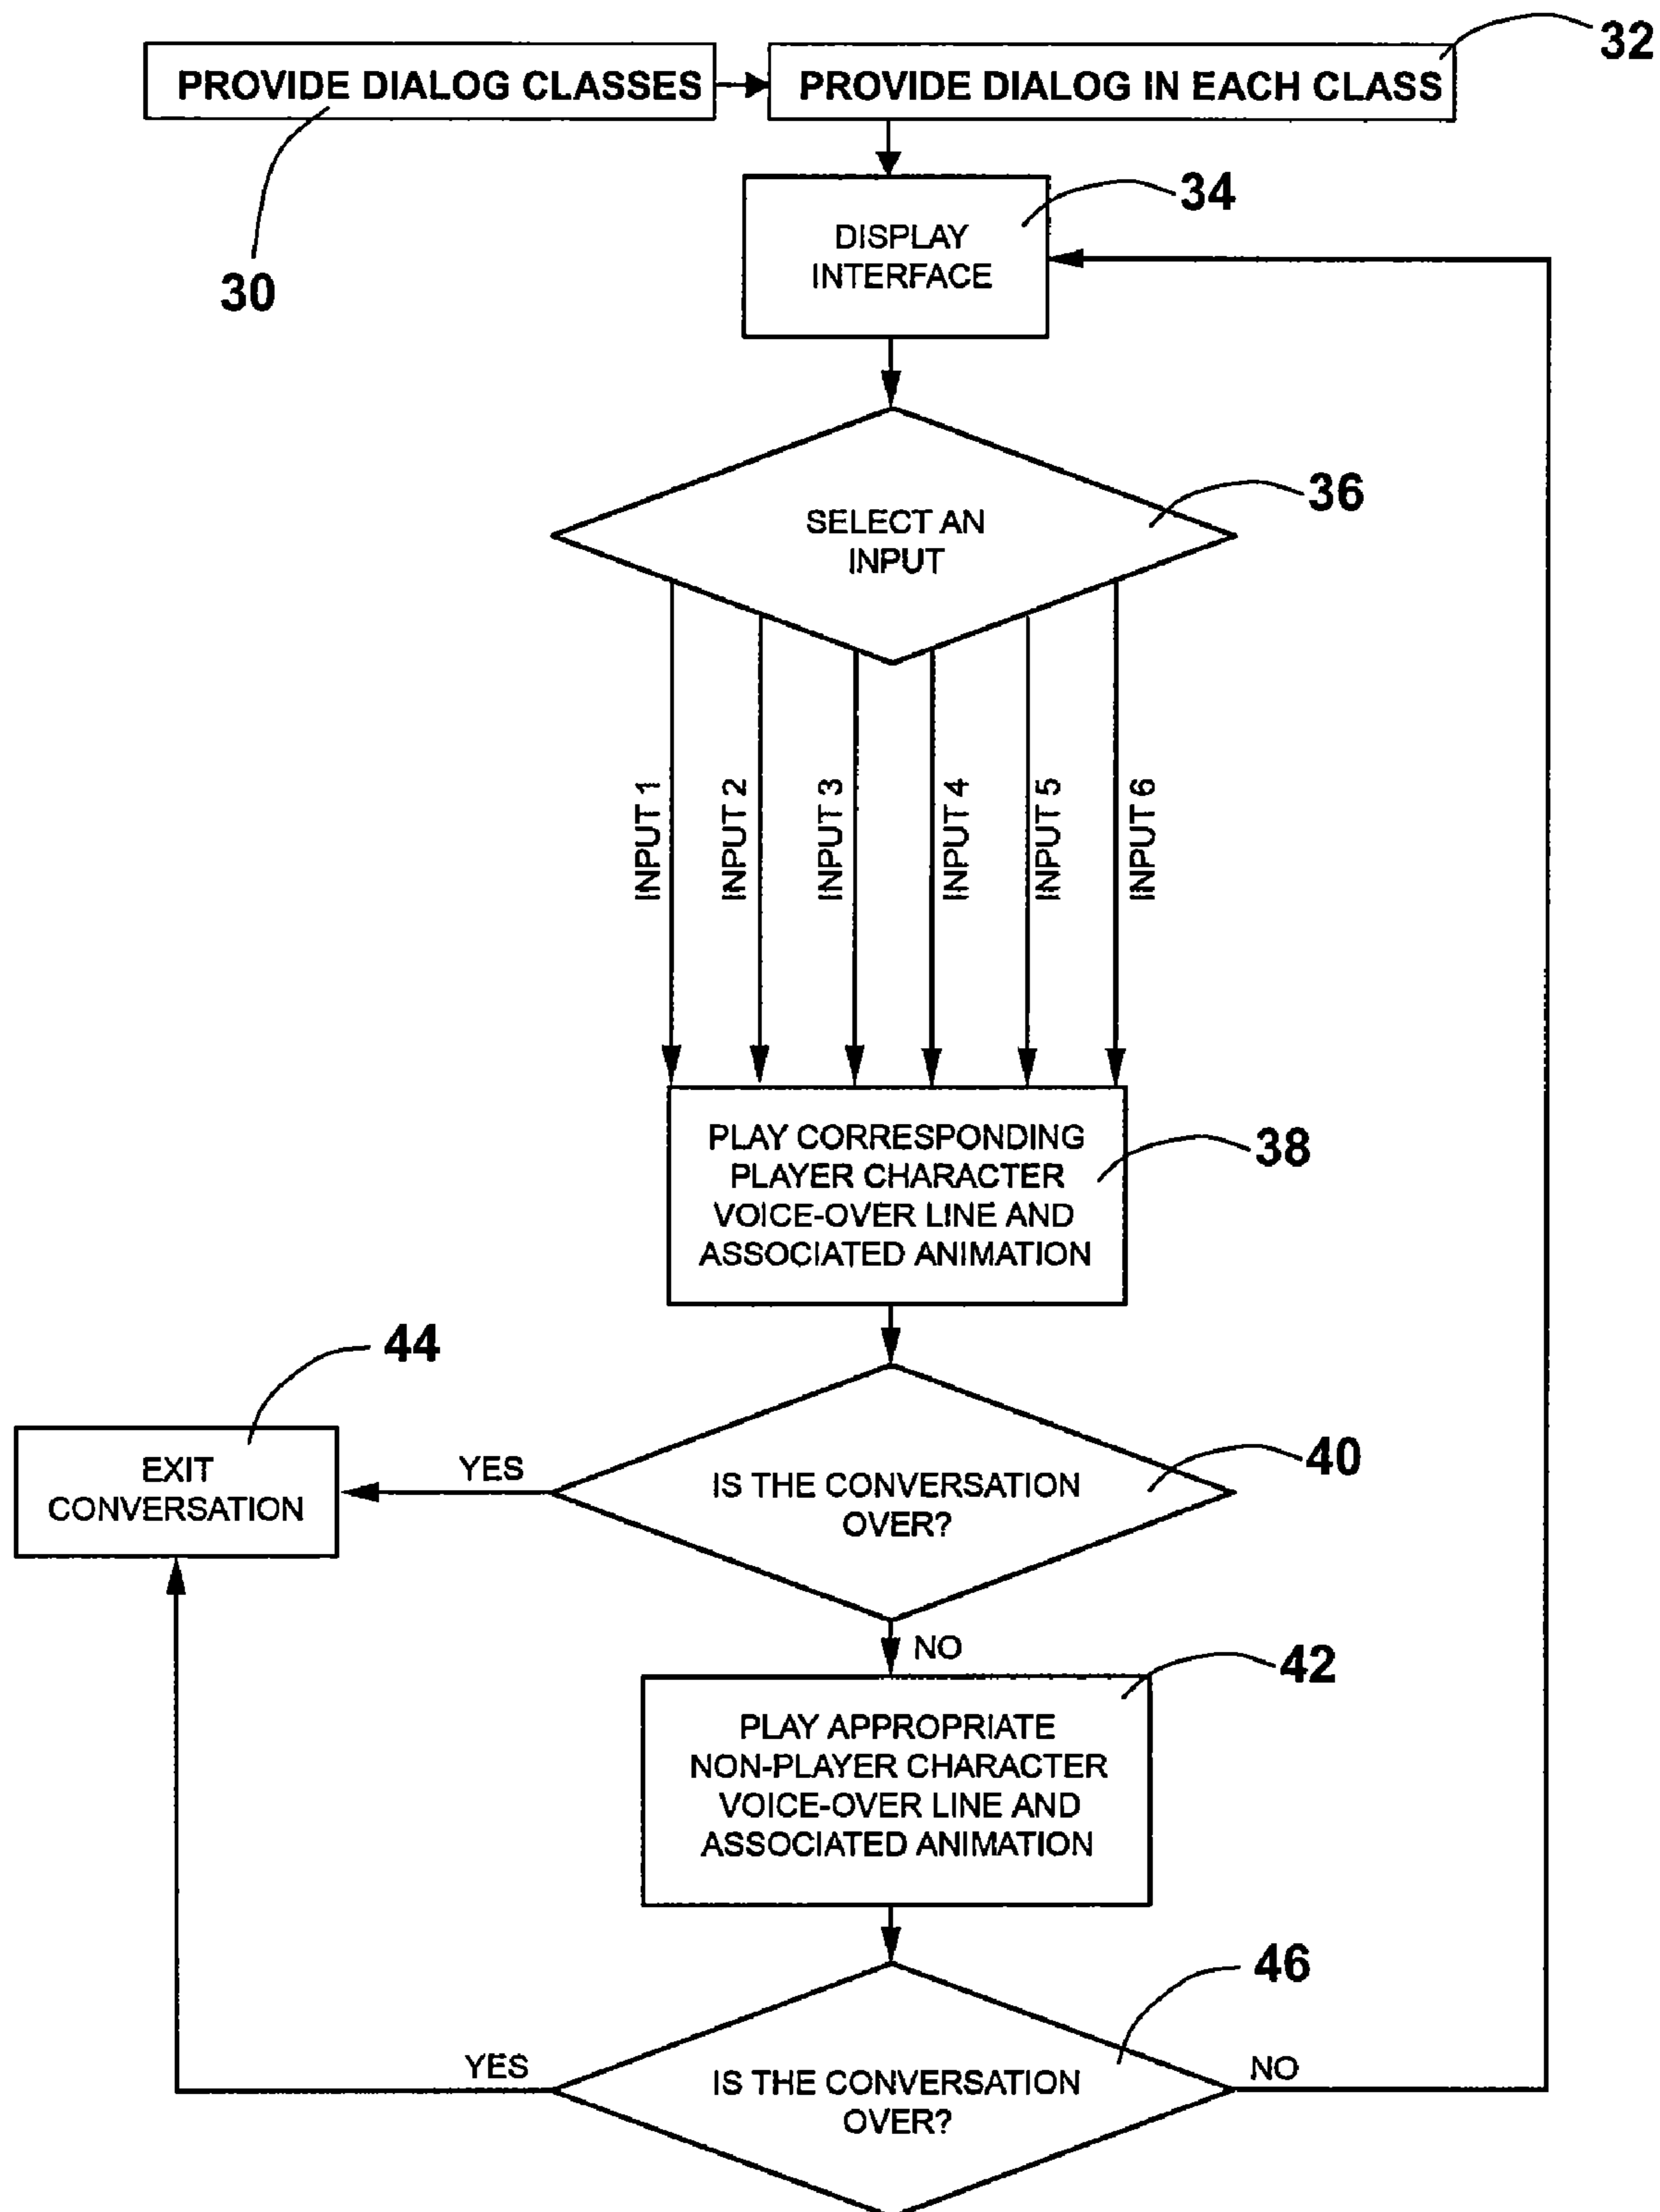 32
PROVIDE DIALOG CLASSES
PROVIDE DIALOG IN EACH CLASS
34
DISPLAY
INTERFACE
30
36
SELECT AN
INPUT
INPUT 1
INPUT 2
INPUT 3
INPUT 4
INPUT 5
INPUT 6
PLAY CORRESPONDING
PLAYER CHARACTER
VOICE-OVER LINE AND
ASSOCIATED ANIMATION
38
44
EXIT
CONVERSATION
YES
IS THE CONVERSATION
OVER?
40
NO
42
PLAY APPROPRIATE
NON-PLAYER CHARACTER
VOICE-OVER LINE AND
ASSOCIATED ANIMATION
46
YES
IS THE CONVERSATION
OVER?
NO